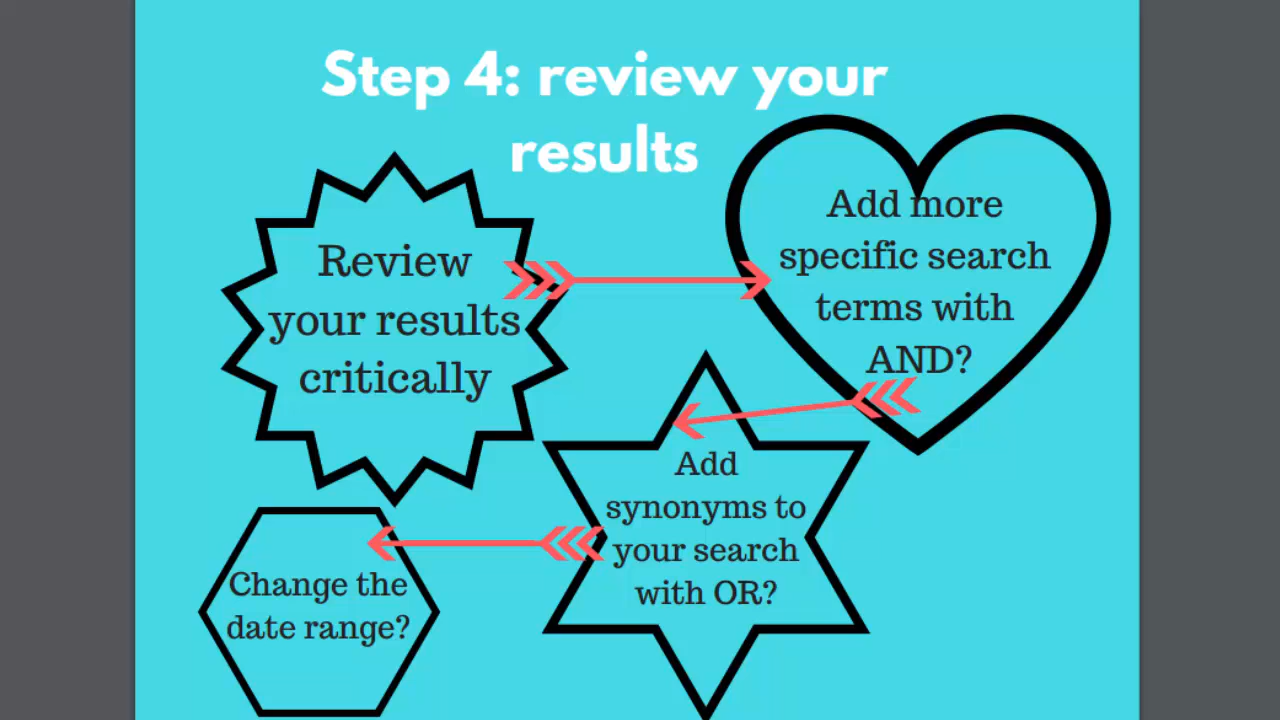 Step 4: review your
results
Review
your results
critically
Add more
specific search
terms with
AND?
Add
synonyms to
your search
with OR?
Change the
date range?